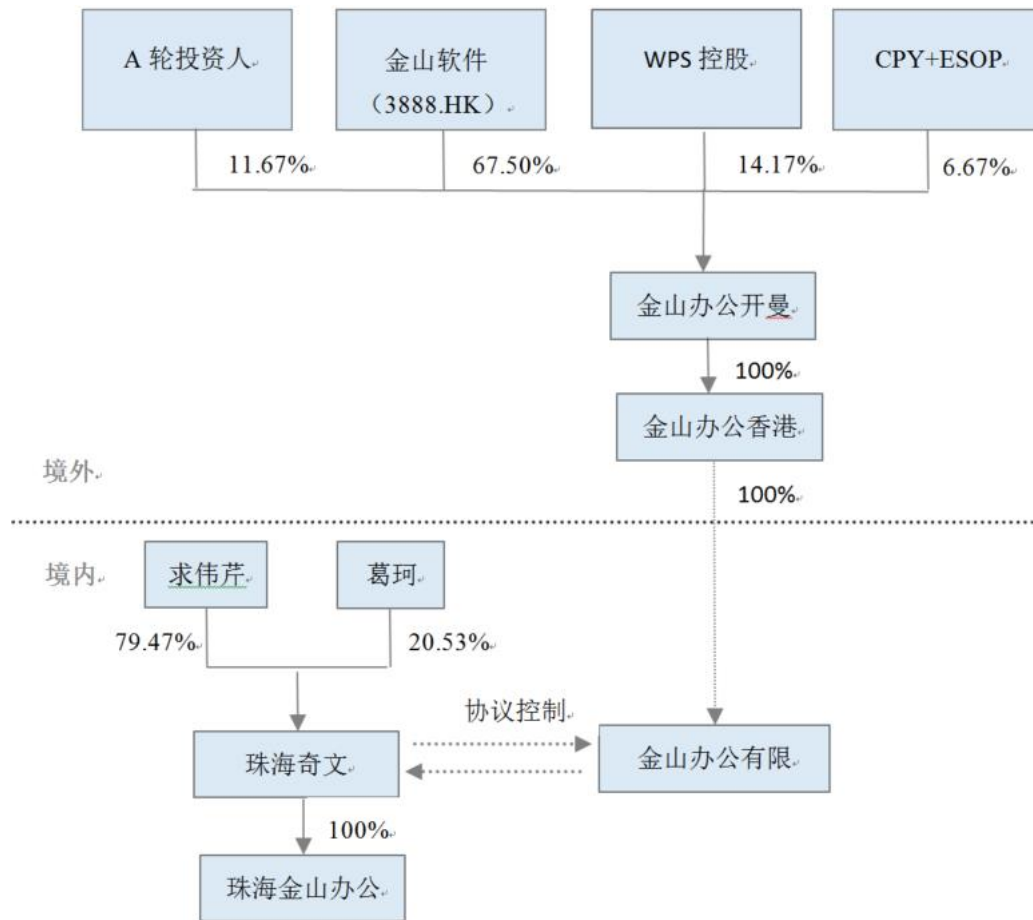 A 轮投资人
金山软件
（3888.HK）
WPS 控股
CPY+ESOP
11.67%
67.50%
14.17%
6.67%
金山办公开曼
100%
金山办公香港
境外
100%
境内
求伟芹
葛珂
79.47%
20.53%
协议控制
珠海奇文
金山办公有限
100%
珠海金山办公